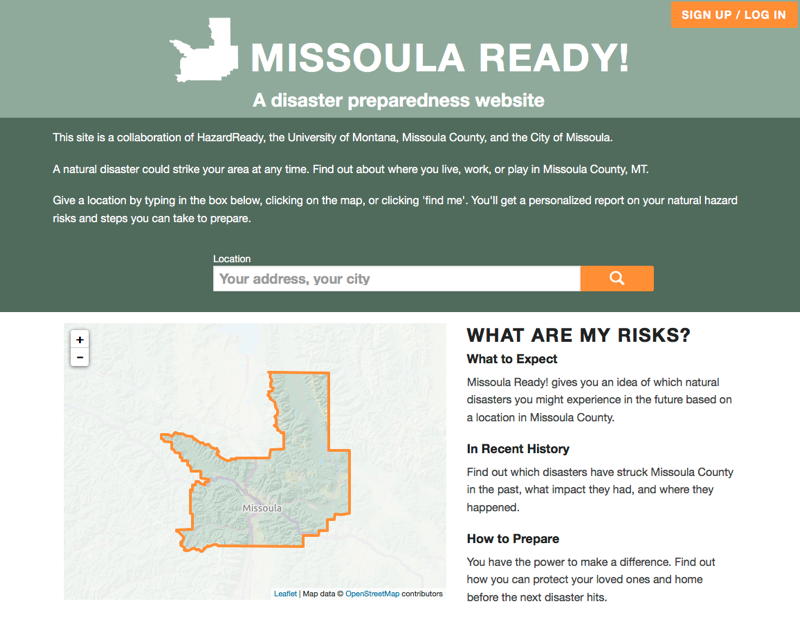 SIGN UP / LOG IN
MISSOULA READY!
A disaster preparedness website
This site is a collaboration of HazardReady, the University of Montana, Missoula County, and the City of Missoula.
A natural disaster could strike your area at any time. Find out about where you live, work, or play in Missoula County, MT.
Give a location by typing in the box below, clicking on the map, or clicking 'find me'. You'll get a personalized report on your natural hazard
risks and steps you can take to prepare.
Location
Your address, your city
+
−
Missoula
Leaflet | Map data © OpenStreetMap contributors
WHAT ARE MY RISKS?
What to Expect
Missoula Ready! gives you an idea of which natural
disasters you might experience in the future based on
a location in Missoula County.
In Recent History
Find out which disasters have struck Missoula County
in the past, what impact they had, and where they
happened.
How to Prepare
You have the power to make a difference. Find out
how you can protect your loved ones and home
before the next disaster hits.